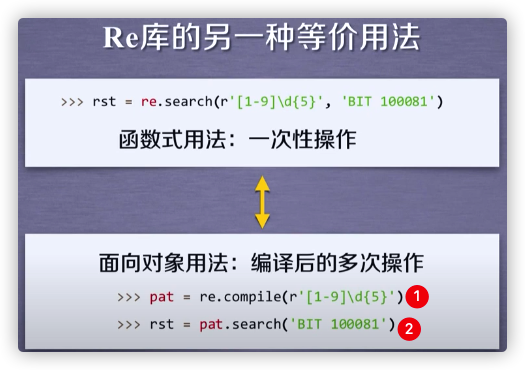 Re库的另一种等价用法
>>> rst = re.search(r'[1-9]\d{5}', 'BIT 100081')
函数式用法：一次性操作
面向对象用法：编译后的多次操作
>>> pat = re.compile(r'[1-9]\d{5}') 1
>>> rst = pat.search('BIT 100081') 2